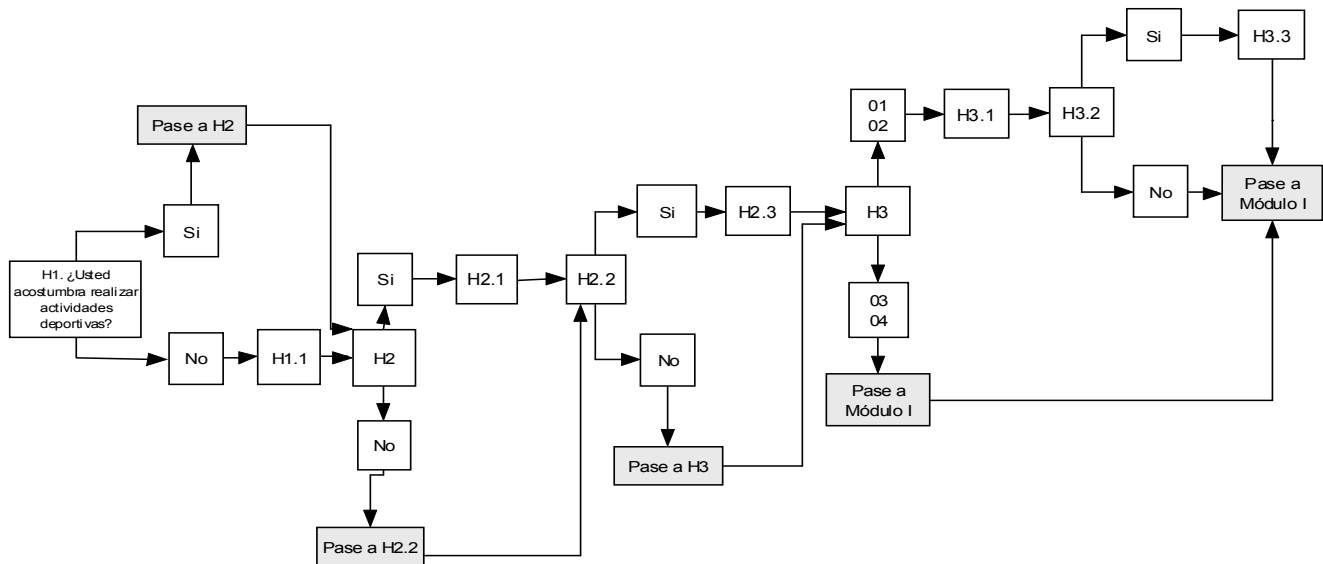 H1. ¿Usted
acostumbra realizar
actividades
deportivas?
Si
Pase a H2
No
H1.1
H2
Si
H2.1
No
Pase a H2.2
H2.2
Si
H2.3
No
Pase a H3
H3
01
02
H3.1
H3.2
Si
H3.3
No
Pase a
Módulo I
03
04
Pase a
Módulo I